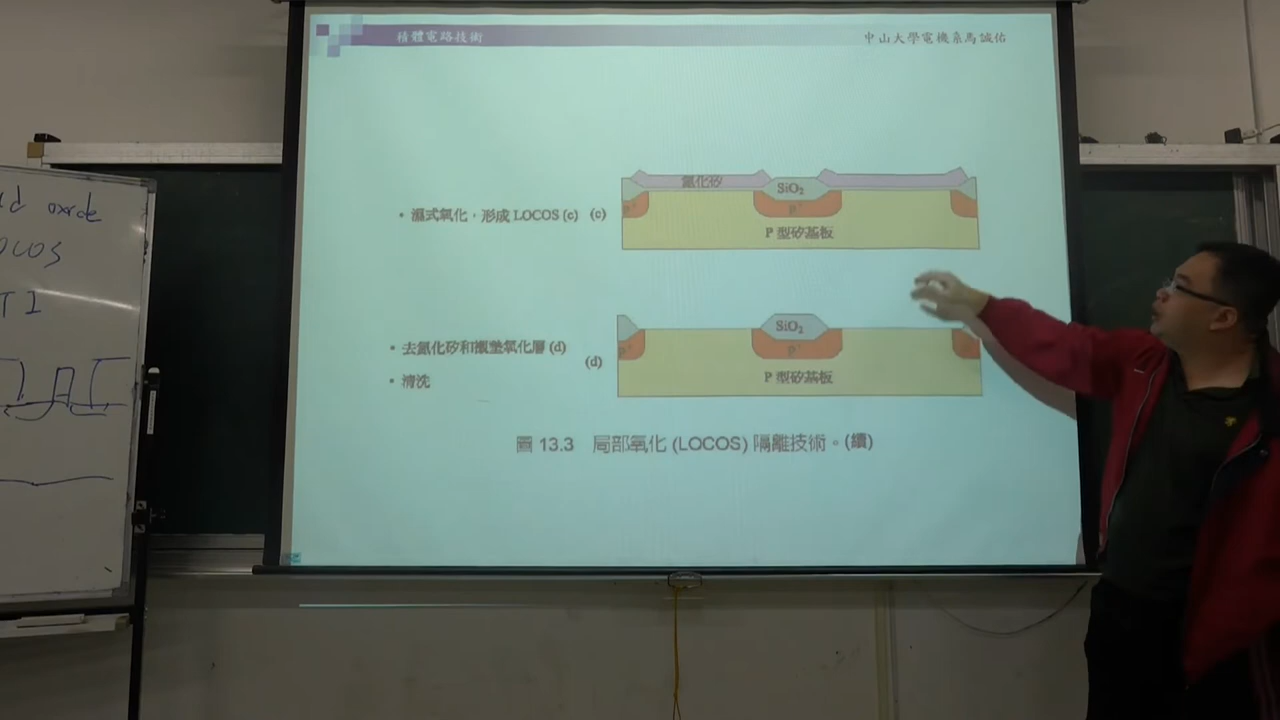 積體電路技術
中山大學電機系馬誠佑
• 濕式氧化，形成 LOCOS (c)
(c)
氮化矽
SiO₂
P⁺
P⁺
P 型矽基板
• 去氮化矽和襯墊氧化層 (d)
• 清洗
(d)
SiO₂
P⁺
P⁺
P 型矽基板
圖 13.3 局部氧化 (LOCOS) 隔離技術。(續)
oxide
OCOS
TI